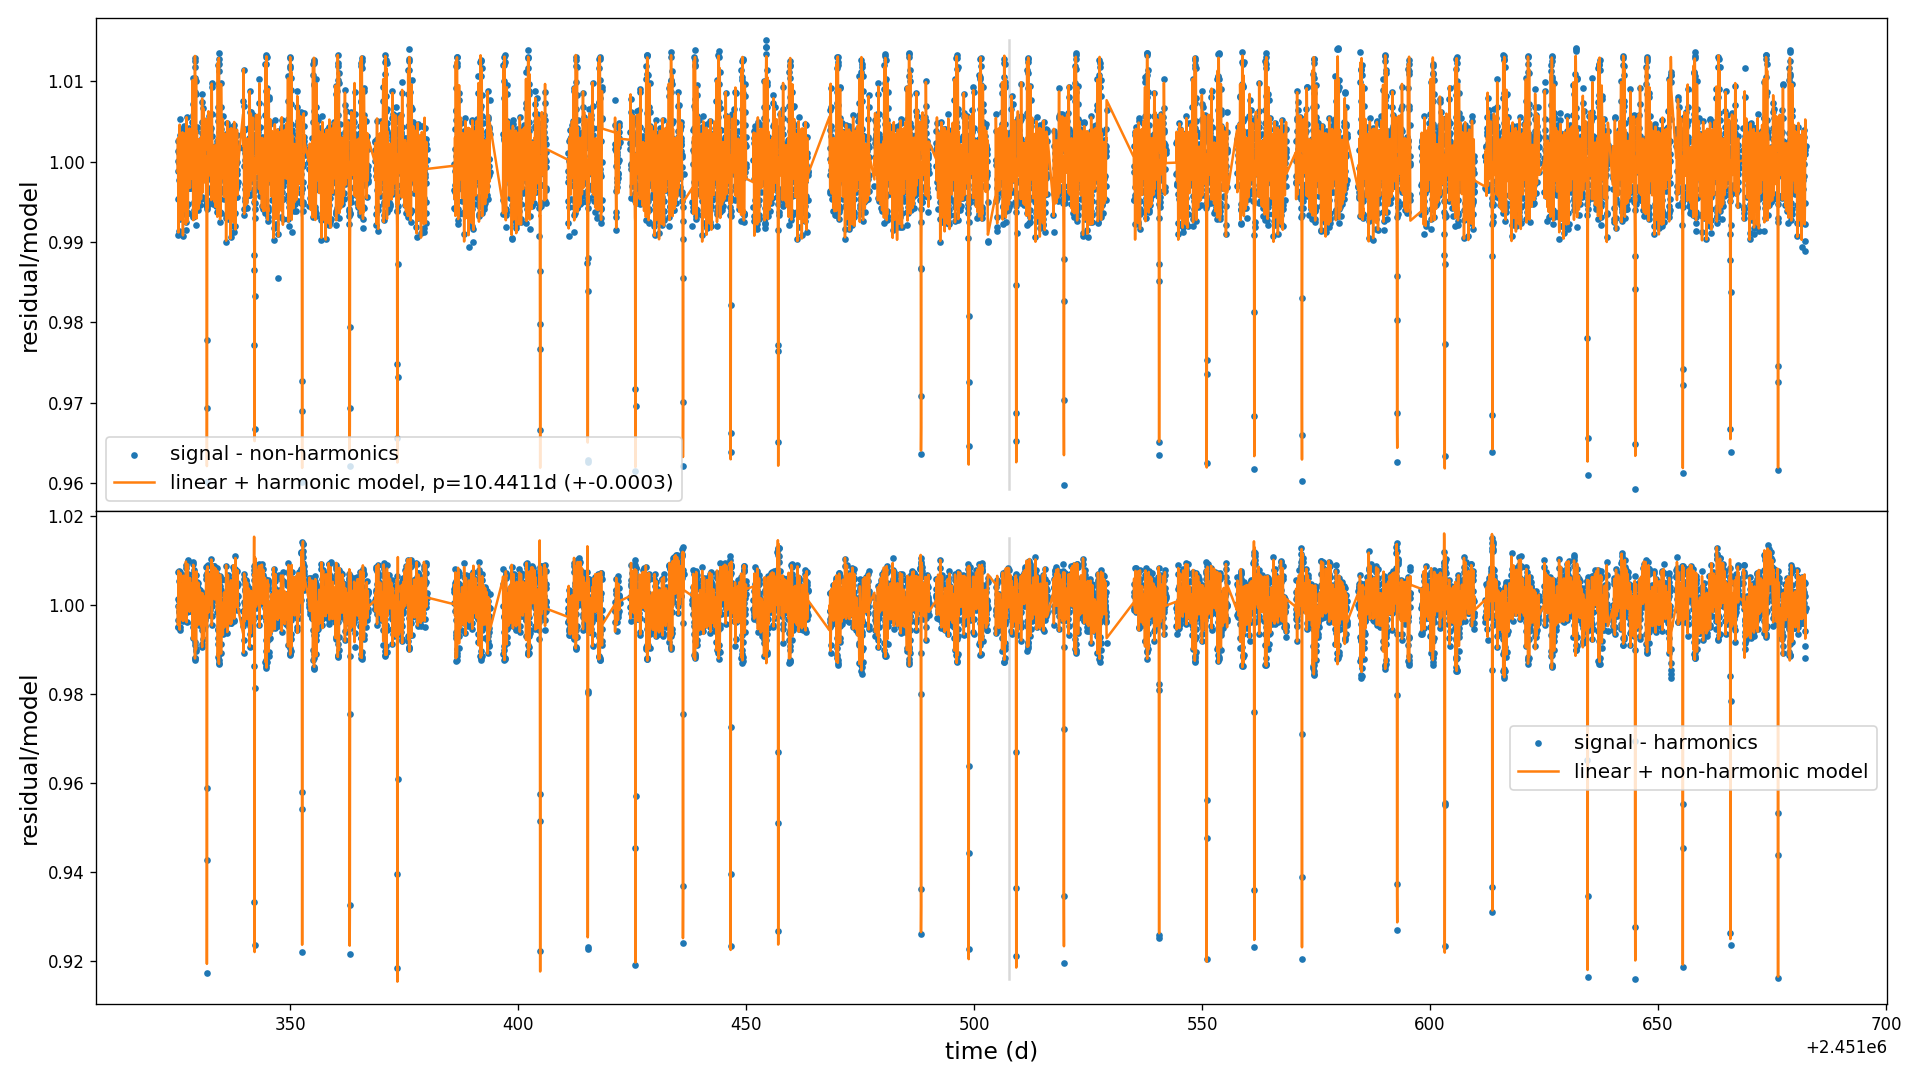 residual/model
1.01
1.00
0.99
0.98
0.97
0.96
signal - non-harmonics
linear + harmonic model, p=10.4411d (+-0.0003)
residual/model
1.02
1.00
0.98
0.96
0.94
0.92
signal - harmonics
linear + non-harmonic model
350 400 450 500 550 600 650 700
time (d)
+2.451e6